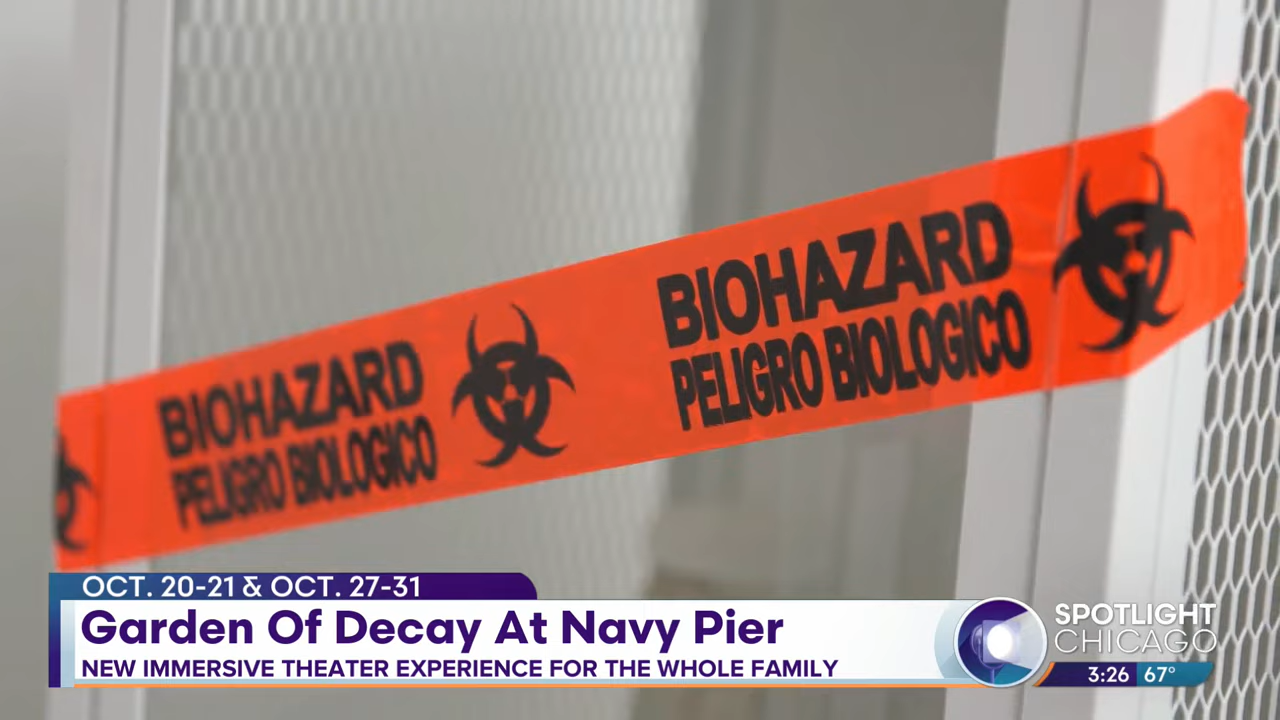 BIOHAZARD
PELIGRO BIOLOGICO
BIOHAZARD
PELIGRO BIOLOGICO
OCT. 20-21 & OCT. 27-31
Garden Of Decay At Navy Pier
NEW IMMERSIVE THEATER EXPERIENCE FOR THE WHOLE FAMILY
SPOTLIGHT
CHICAGO
3:26 67°